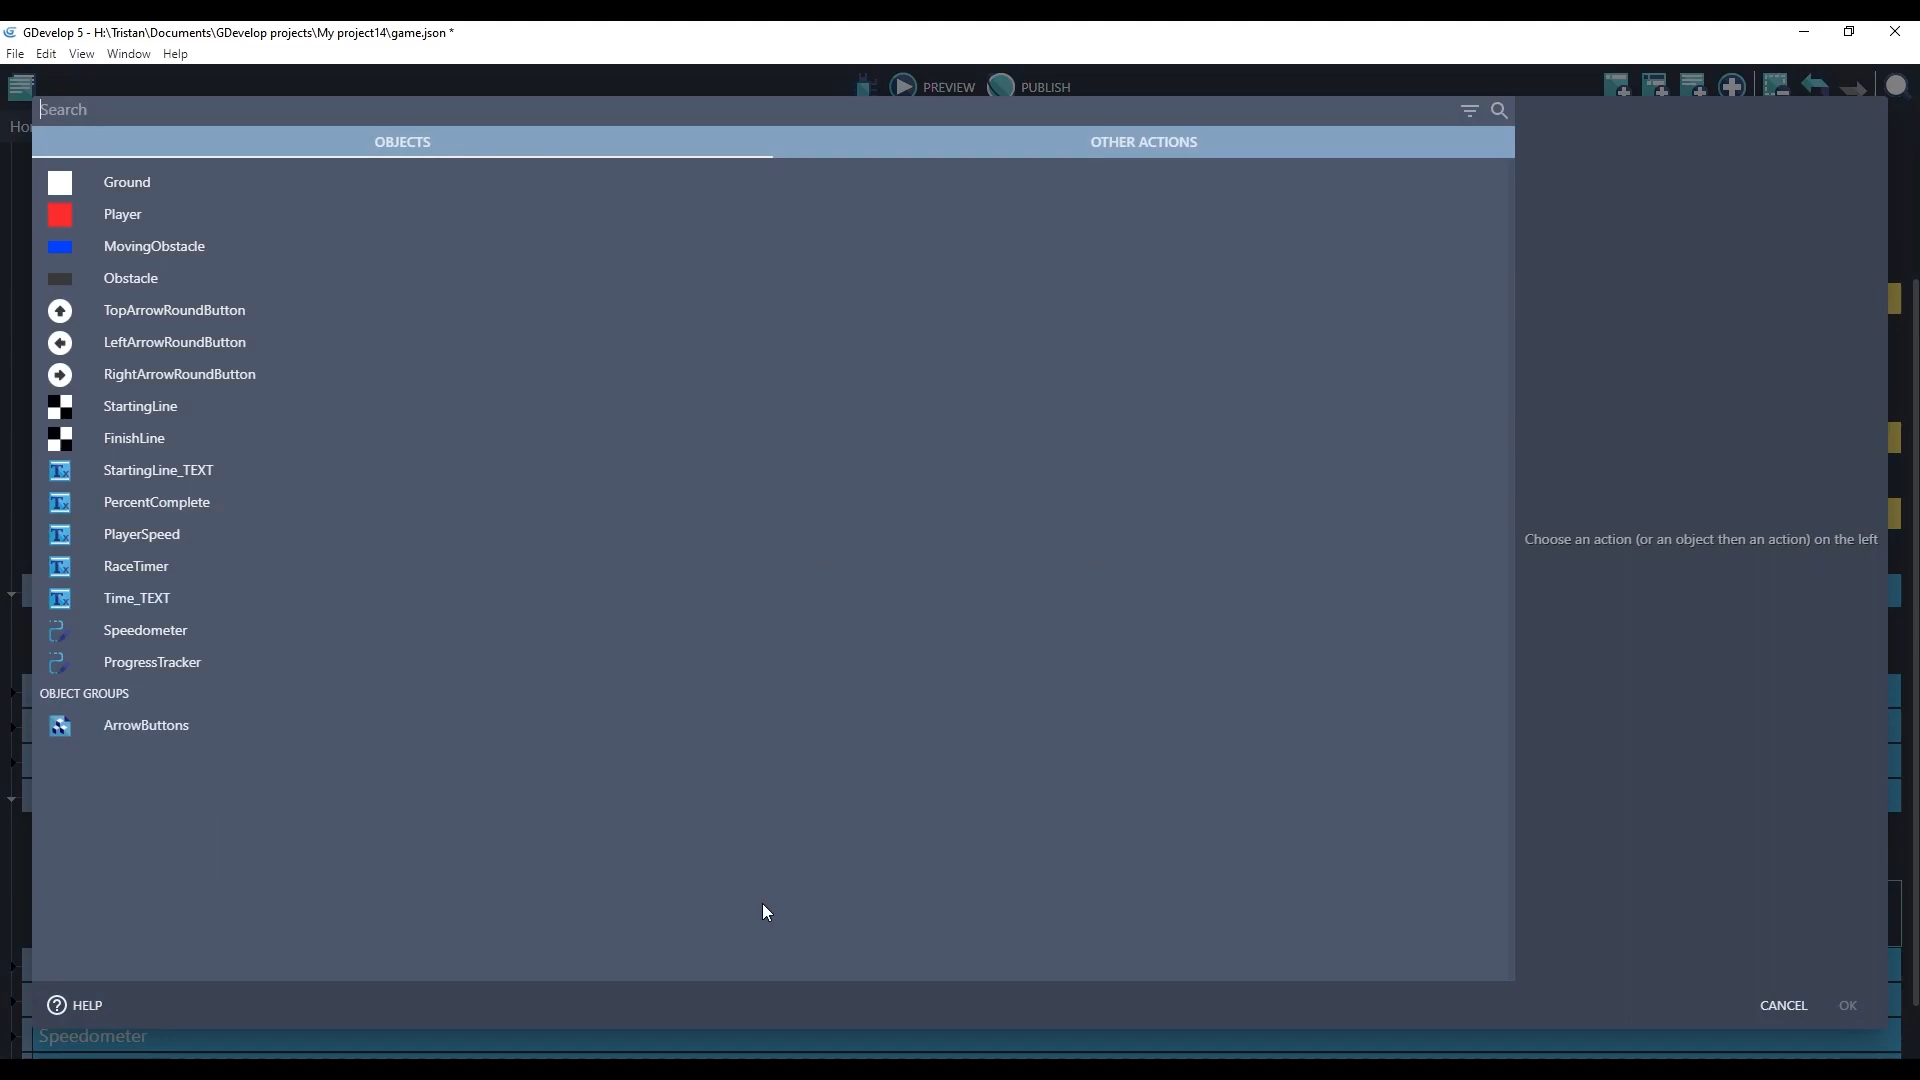 GDevelop 5 - H:\Tristan\Documents\GDevelop projects\My project14\game.json *
File Edit View Window Help
PREVIEW PUBLISH
Search
OBJECTS OTHER ACTIONS
Ground
Player
MovingObstacle
Obstacle
TopArrowRoundButton
LeftArrowRoundButton
RightArrowRoundButton
StartingLine
FinishLine
StartingLine_TEXT
PercentComplete
PlayerSpeed
RaceTimer
Time_TEXT
Speedometer
ProgressTracker
OBJECT GROUPS
ArrowButtons
Choose an action (or an object then an action) on the left
HELP CANCEL OK
Speedometer